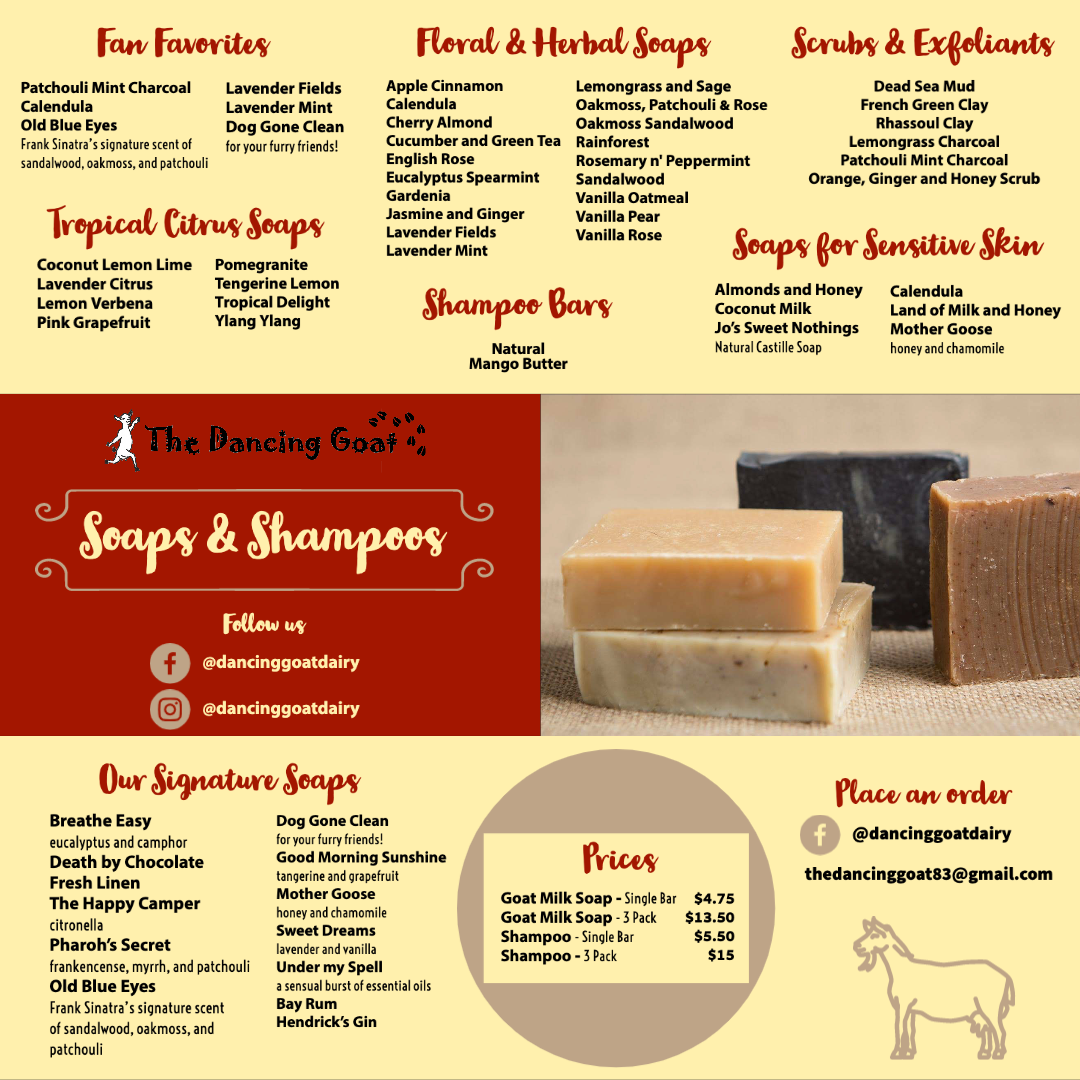 Fan Favorites
Patchouli Mint Charcoal
Calendula
Old Blue Eyes
Frank Sinatra's signature scent of
sandalwood, oakmoss, and patchouli
Lavender Fields
Lavender Mint
Dog Gone Clean
for your furry friends!
Tropical Citrus Soaps
Coconut Lemon Lime
Lavender Citrus
Lemon Verbena
Pink Grapefruit
Pomegranite
Tengerine Lemon
Tropical Delight
Ylang Ylang
Floral & Herbal Soaps
Apple Cinnamon
Calendula
Cherry Almond
Cucumber and Green Tea
English Rose
Eucalyptus Spearmint
Gardenia
Jasmine and Ginger
Lavender Fields
Lavender Mint
Lemongrass and Sage
Oakmoss, Patchouli & Rose
Oakmoss Sandalwood
Rainforest
Rosemary n' Peppermint
Sandalwood
Vanilla Oatmeal
Vanilla Pear
Vanilla Rose
Shampoo Bars
Natural
Mango Butter
Scrubs & Exfoliants
Dead Sea Mud
French Green Clay
Rhassoul Clay
Lemongrass Charcoal
Patchouli Mint Charcoal
Orange, Ginger and Honey Scrub
Soaps for Sensitive Skin
Almonds and Honey
Coconut Milk
Jo's Sweet Nothings
Natural Castille Soap
Calendula
Land of Milk and Honey
Mother Goose
honey and chamomile
The Dancing Goat
Soaps & Shampoos
Follow us
@dancinggoatdairy
@dancinggoatdairy
Our Signature Soaps
Breathe Easy
eucalyptus and camphor
Death by Chocolate
Fresh Linen
The Happy Camper
citronella
Pharoh's Secret
frankencense, myrrh, and patchouli
Old Blue Eyes
Frank Sinatra's signature scent
of sandalwood, oakmoss, and
patchouli
Dog Gone Clean
for your furry friends!
Good Morning Sunshine
tangerine and grapefruit
Mother Goose
honey and chamomile
Sweet Dreams
lavender and vanilla
Under my Spell
a sensual burst of essential oils
Bay Rum
Hendrick's Gin
Prices
Goat Milk Soap - Single Bar $4.75
Goat Milk Soap - 3 Pack $13.50
Shampoo - Single Bar $5.50
Shampoo - 3 Pack $15
Place an order
@dancinggoatdairy
thedancinggoat83@gmail.com